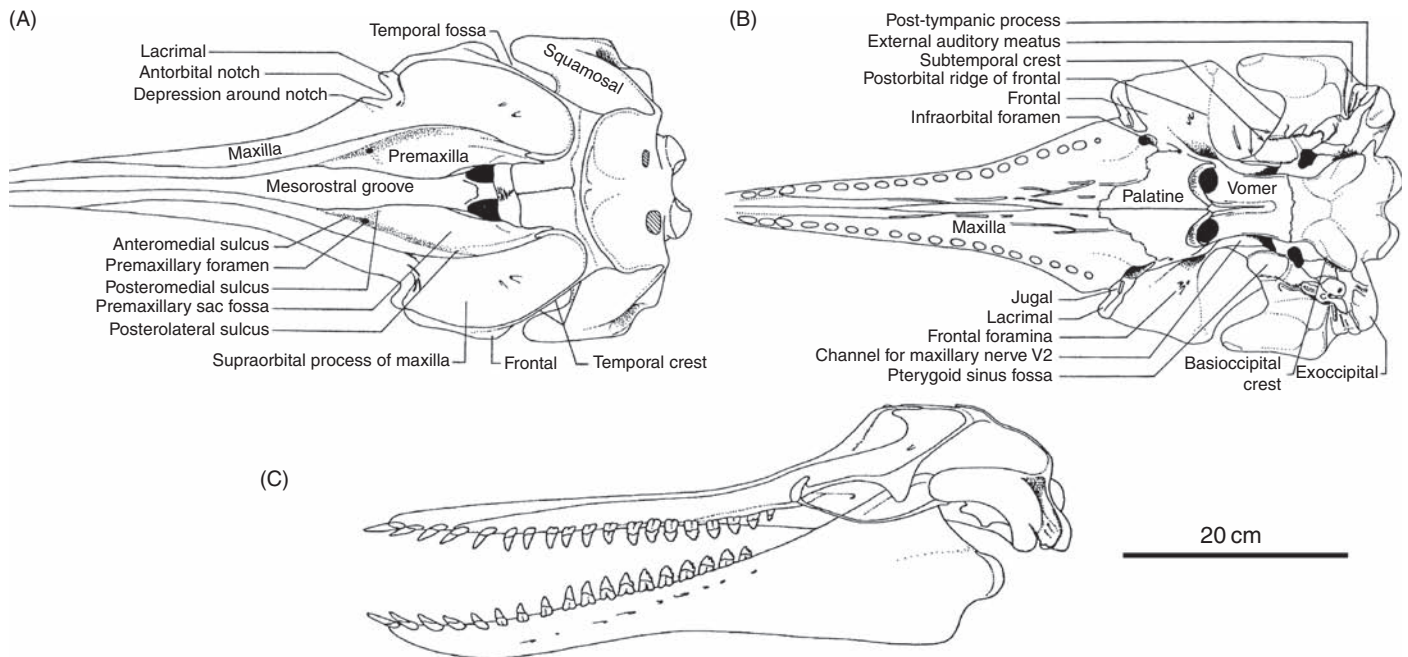 (A)
Temporal fossa
Lacrimal
Antorbital notch
Depression around notch
Squamosal
Maxilla
Premaxilla
Mesorostral groove
Anteromedial sulcus
Premaxillary foramen
Posteromedial sulcus
Premaxillary sac fossa
Posterolateral sulcus
Supraorbital process of maxilla
Frontal
Temporal crest
(B)
Post-tympanic process
External auditory meatus
Subtemporal crest
Postorbital ridge of frontal
Frontal
Infraorbital foramen
Palatine
Vomer
Maxilla
Jugal
Lacrimal
Frontal foramina
Channel for maxillary nerve V2
Pterygoid sinus fossa
Basioccipital
crest
Exoccipital
(C)
20 cm